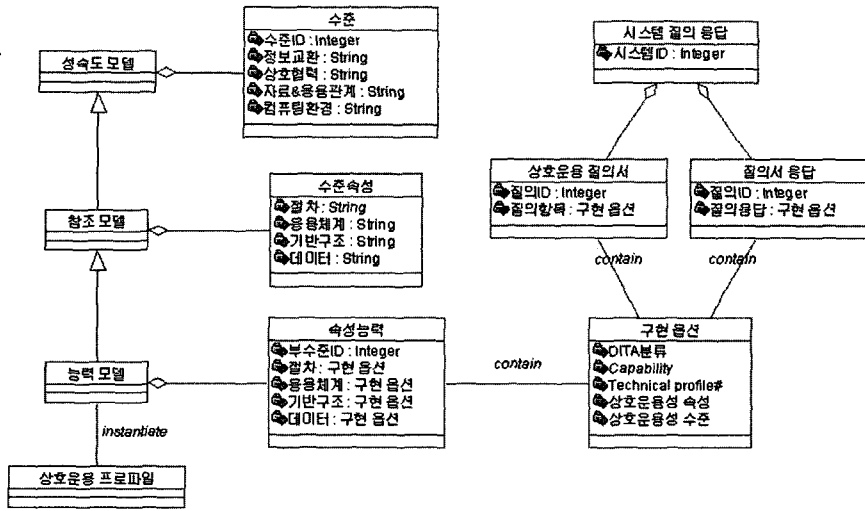 성숙도 모델
수준
수준ID : Integer
정보교환 : String
상호협력 : String
자료&응용관계 : String
컴퓨팅환경 : String
시스템 질의 응답
시스템ID : Integer
참조 모델
수준속성
절차 : String
응용체계 : String
기반구조 : String
데이터 : String
상호운용 질의서
질의ID : Integer
질의항목 : 구현 옵션
질의서 응답
질의ID : Integer
질의응답 : 구현 옵션
contain
contain
능력 모델
속성능력
부수준ID : Integer
절차 : 구현 옵션
응용체계 : 구현 옵션
기반구조 : 구현 옵션
데이터 : 구현 옵션
contain
구현 옵션
DITA분류
Capability
Technical profile#
상호운용성 속성
상호운용성 수준
instantiate
상호운용 프로파일